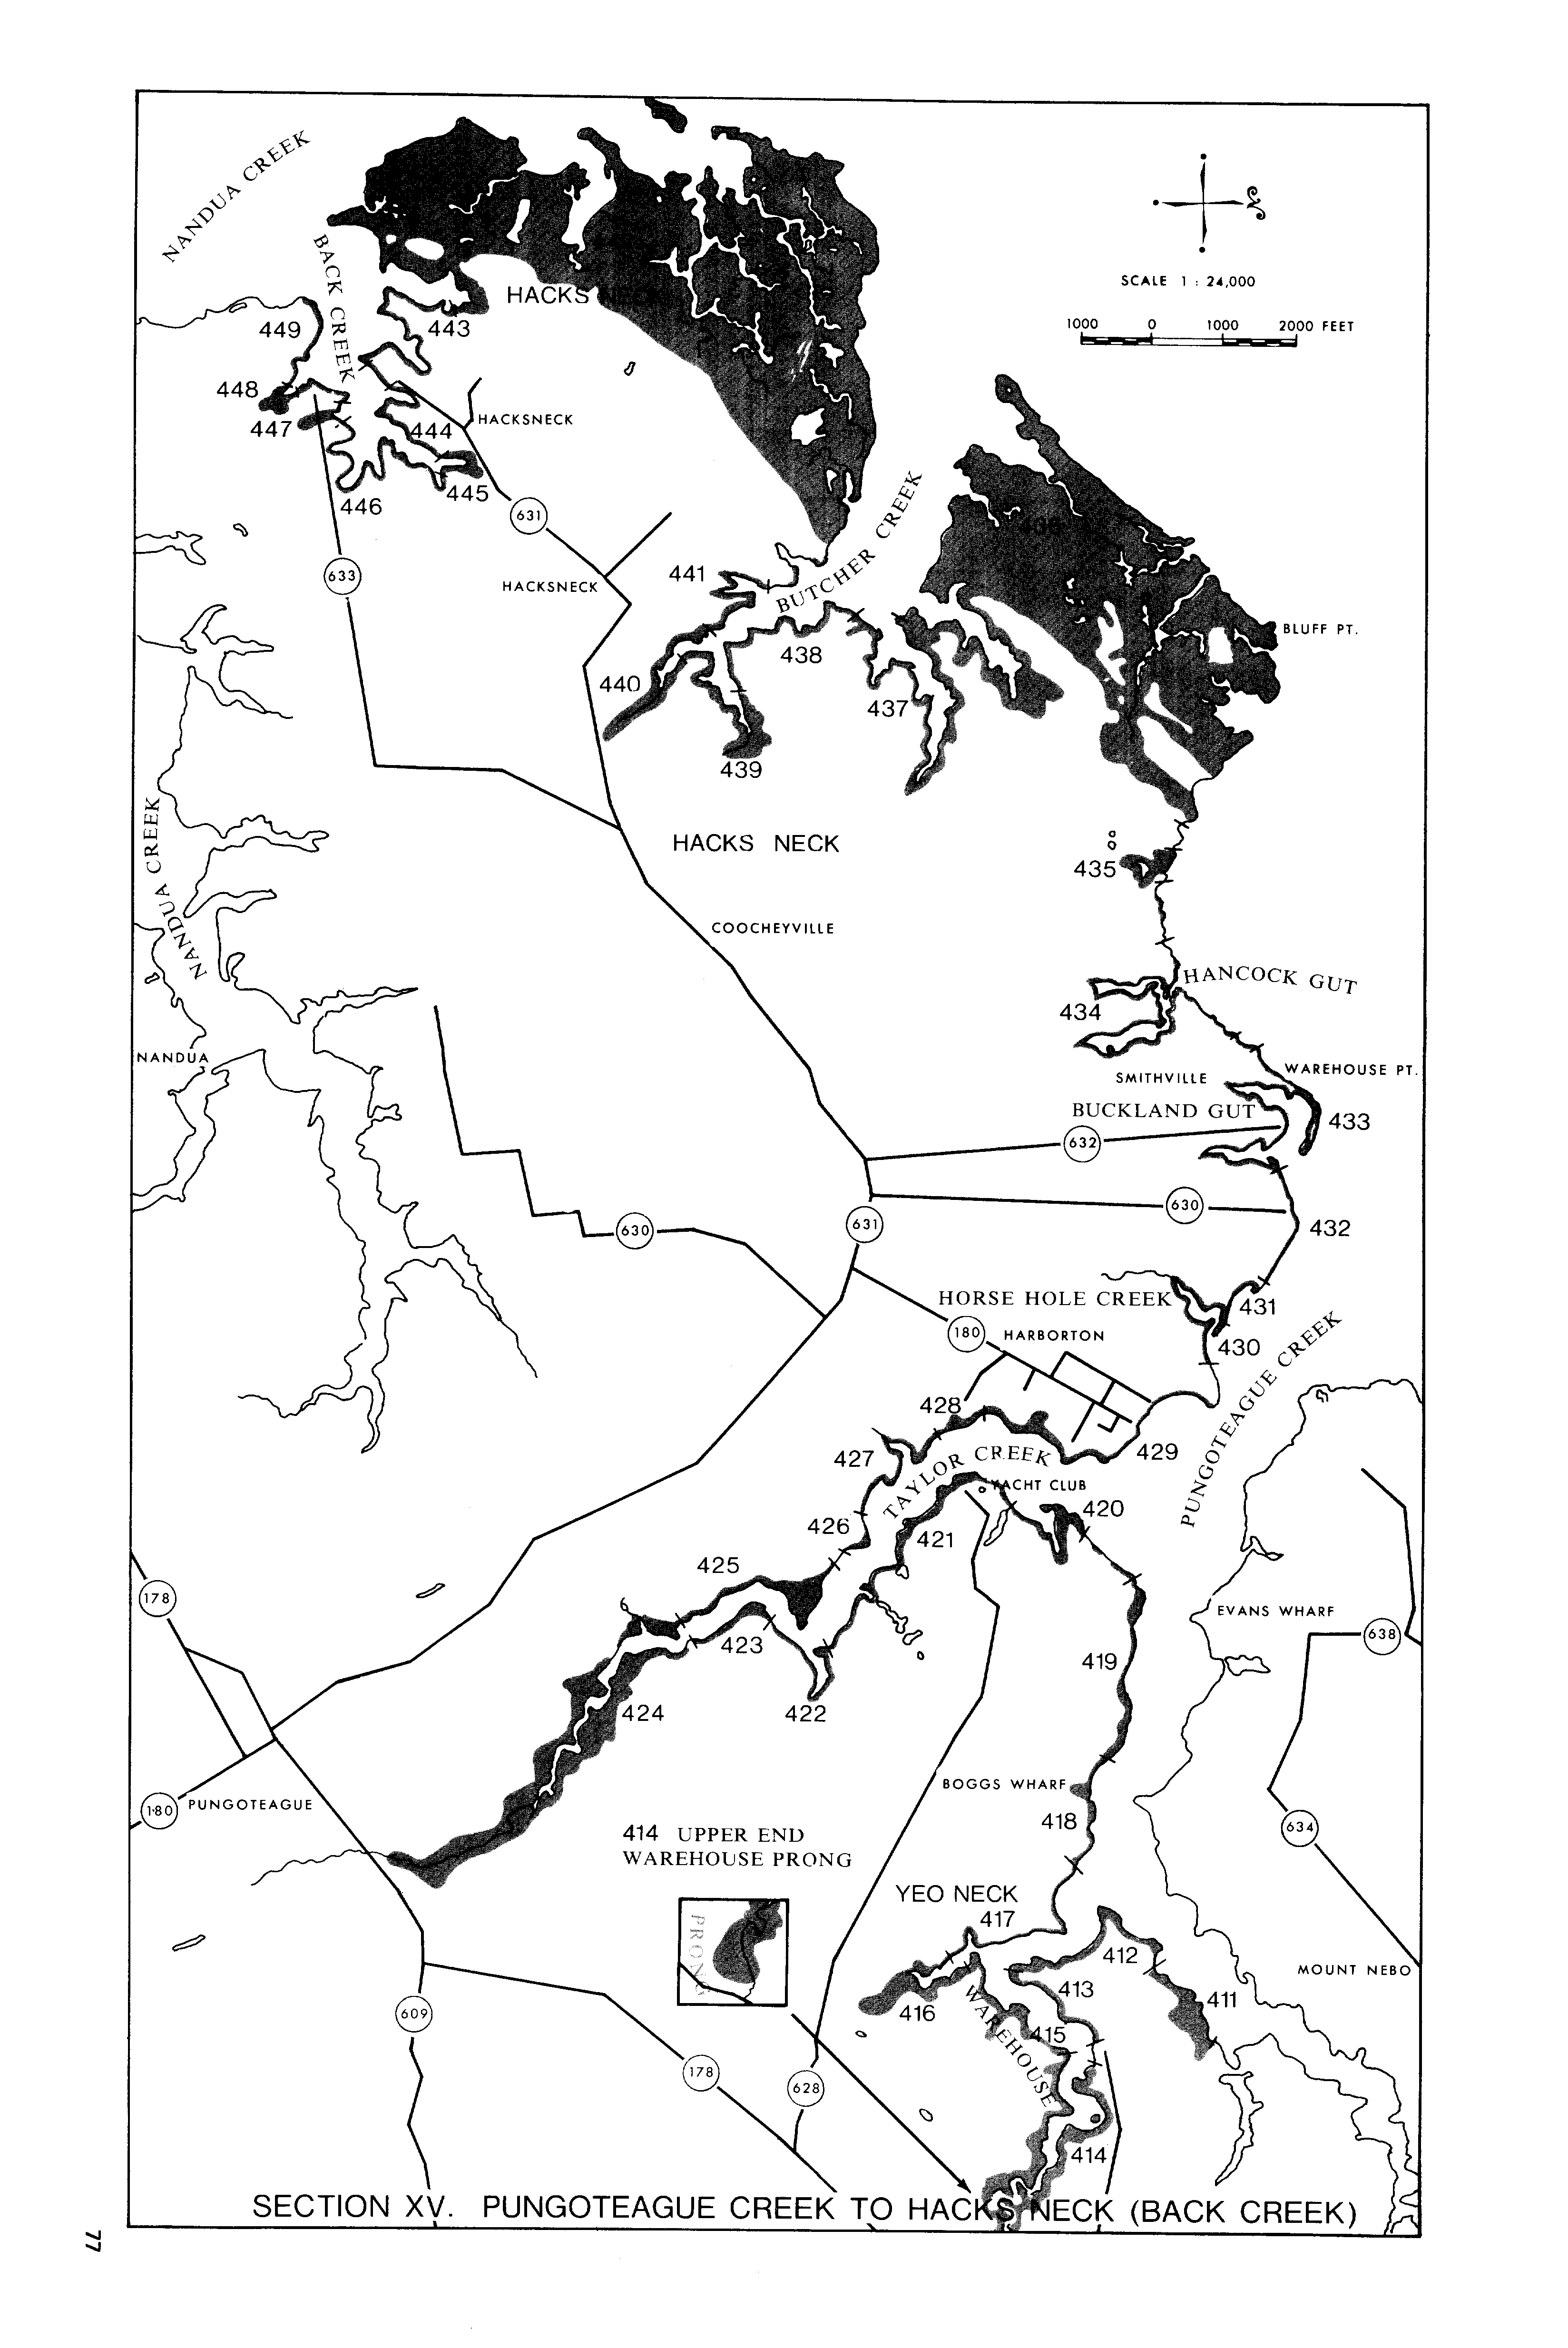 NANDUA CREEK
BACK CREEK
HACKS NECK
SCALE 1 : 24,000
1000 0 1000 2000 FEET
449
443
448
447
444
HACKSNECK
445
446
631
633
HACKSNECK
441
BUTCHER CREEK
BLUFF PT.
438
440
437
439
HACKS NECK
435
NANDUA CREEK
NANDUA
COOCHEYVILLE
HANCOCK GUT
434
NANDUA
WAREHOUSE PT.
SMITHVILLE
BUCKLAND GUT
433
632
630
631
630
432
HORSE HOLE CREEK
431
180
HARBORTON
430
PUNGOTEAGUE CREEK
428
429
427
TAYLOR CREEK
YACHT CLUB
420
426
421
425
178
EVANS WHARF
638
423
419
424
422
BOGGS WHARF
180
PUNGOTEAGUE
418
634
414 UPPER END
WAREHOUSE PRONG
YEO NECK
417
PRONG
412
MOUNT NEBO
413
411
416
WAREHOUSE
415
609
178
628
414
SECTION XV. PUNGOTEAGUE CREEK TO HACKS NECK (BACK CREEK)
77